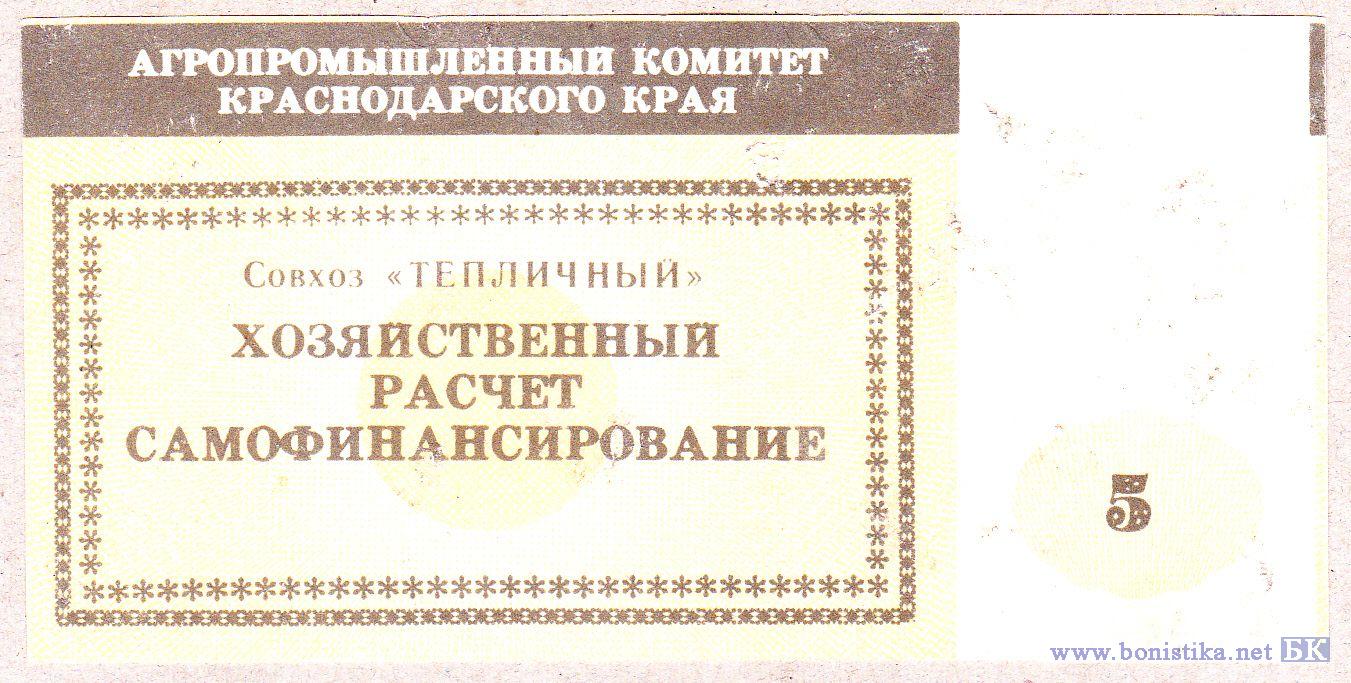 АГРОПРОМЫШЛЕННЫЙ КОМИТЕТ
КРАСНОДАРСКОГО КРАЯ
Совхоз «ТЕПЛИЧНЫЙ»
ХОЗЯЙСТВЕННЫЙ
РАСЧЕТ
САМОФИНАНСИРОВАНИЕ
5
www.bonistika.net БК